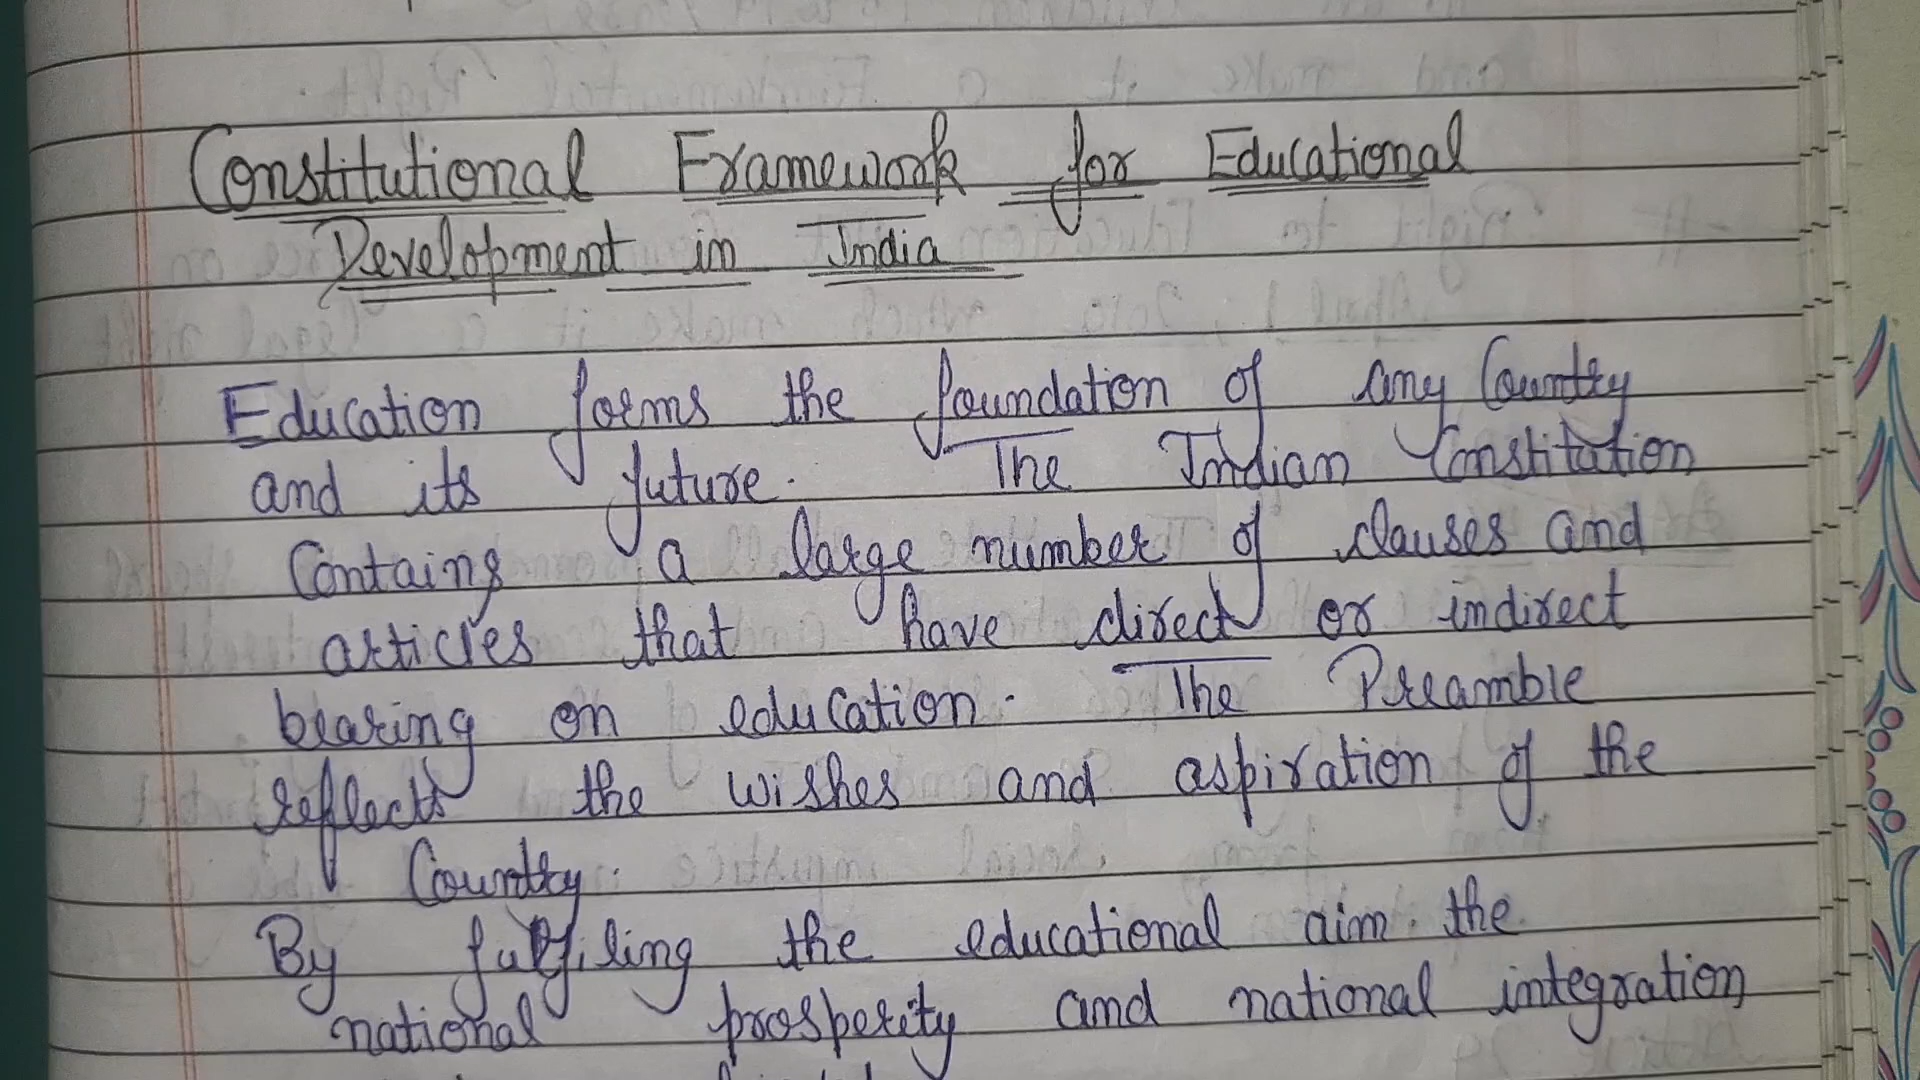 Constitutional Framework for Educational
Development in India
Education forms the foundation of any Country
and its future. The Indian Constitution
Contains a large number of clauses and
articles that have direct or indirect
bearing on education. The Preamble
reflects the wishes and aspiration of the
Country.
By fulfiling the educational aim the
national prosperity and national integration